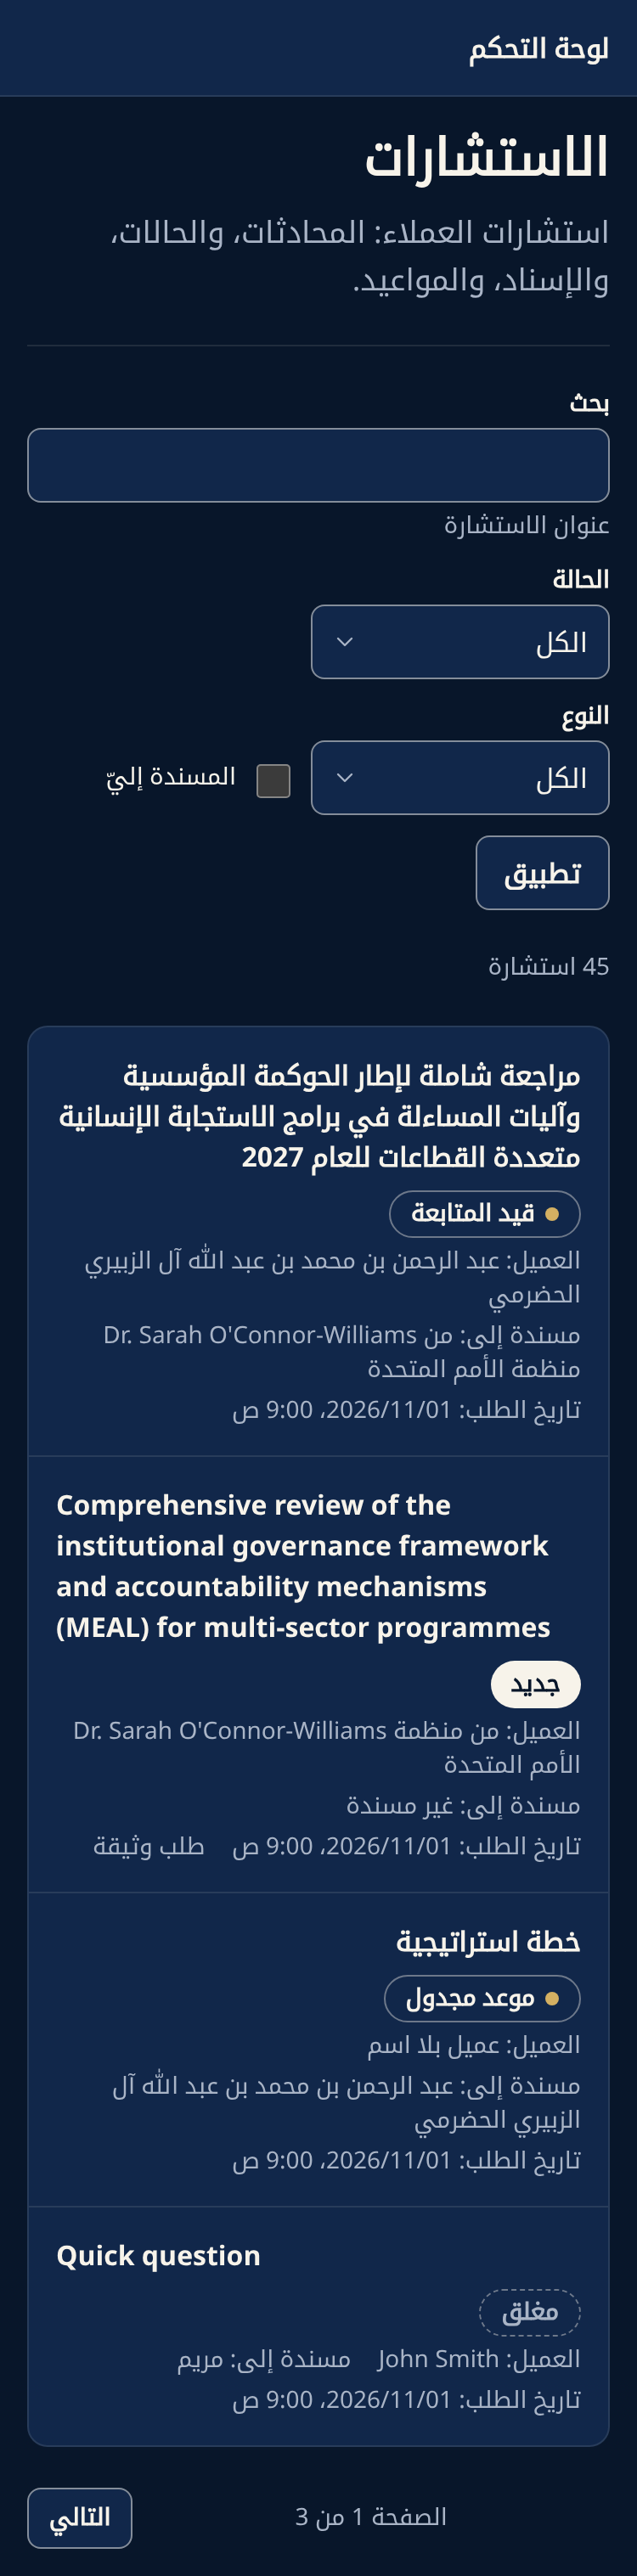 لوحة التحكم
الاستشارات
استشارات العملاء: المحادثات، والحالات،
والإسناد، والمواعيد.
بحث
عنوان الاستشارة
الحالة
الكل
النوع
الكل
المسندة إليّ
تطبيق
45 استشارة
مراجعة شاملة لإطار الحوكمة المؤسسية
وآليات المساءلة في برامج الاستجابة الإنسانية
متعددة القطاعات للعام 2027
قيد المتابعة
العميل: عبد الرحمن بن محمد بن عبد الله آل الزبيري
الحضرمي
مسندة إلى: من Dr. Sarah O'Connor-Williams
منظمة الأمم المتحدة
تاريخ الطلب: 2026/11/01، 9:00 ص
Comprehensive review of the
institutional governance framework
and accountability mechanisms
(MEAL) for multi-sector programmes
جديد
العميل: من منظمة Dr. Sarah O'Connor-Williams
الأمم المتحدة
مسندة إلى: غير مسندة
تاريخ الطلب: 2026/11/01، 9:00 ص طلب وثيقة
خطة استراتيجية
موعد مجدول
العميل: عميل بلا اسم
مسندة إلى: عبد الرحمن بن محمد بن عبد الله آل
الزبيري الحضرمي
تاريخ الطلب: 2026/11/01، 9:00 ص
Quick question
مغلق
العميل: John Smith مسندة إلى: مريم
تاريخ الطلب: 2026/11/01، 9:00 ص
الصفحة 1 من 3
التالي